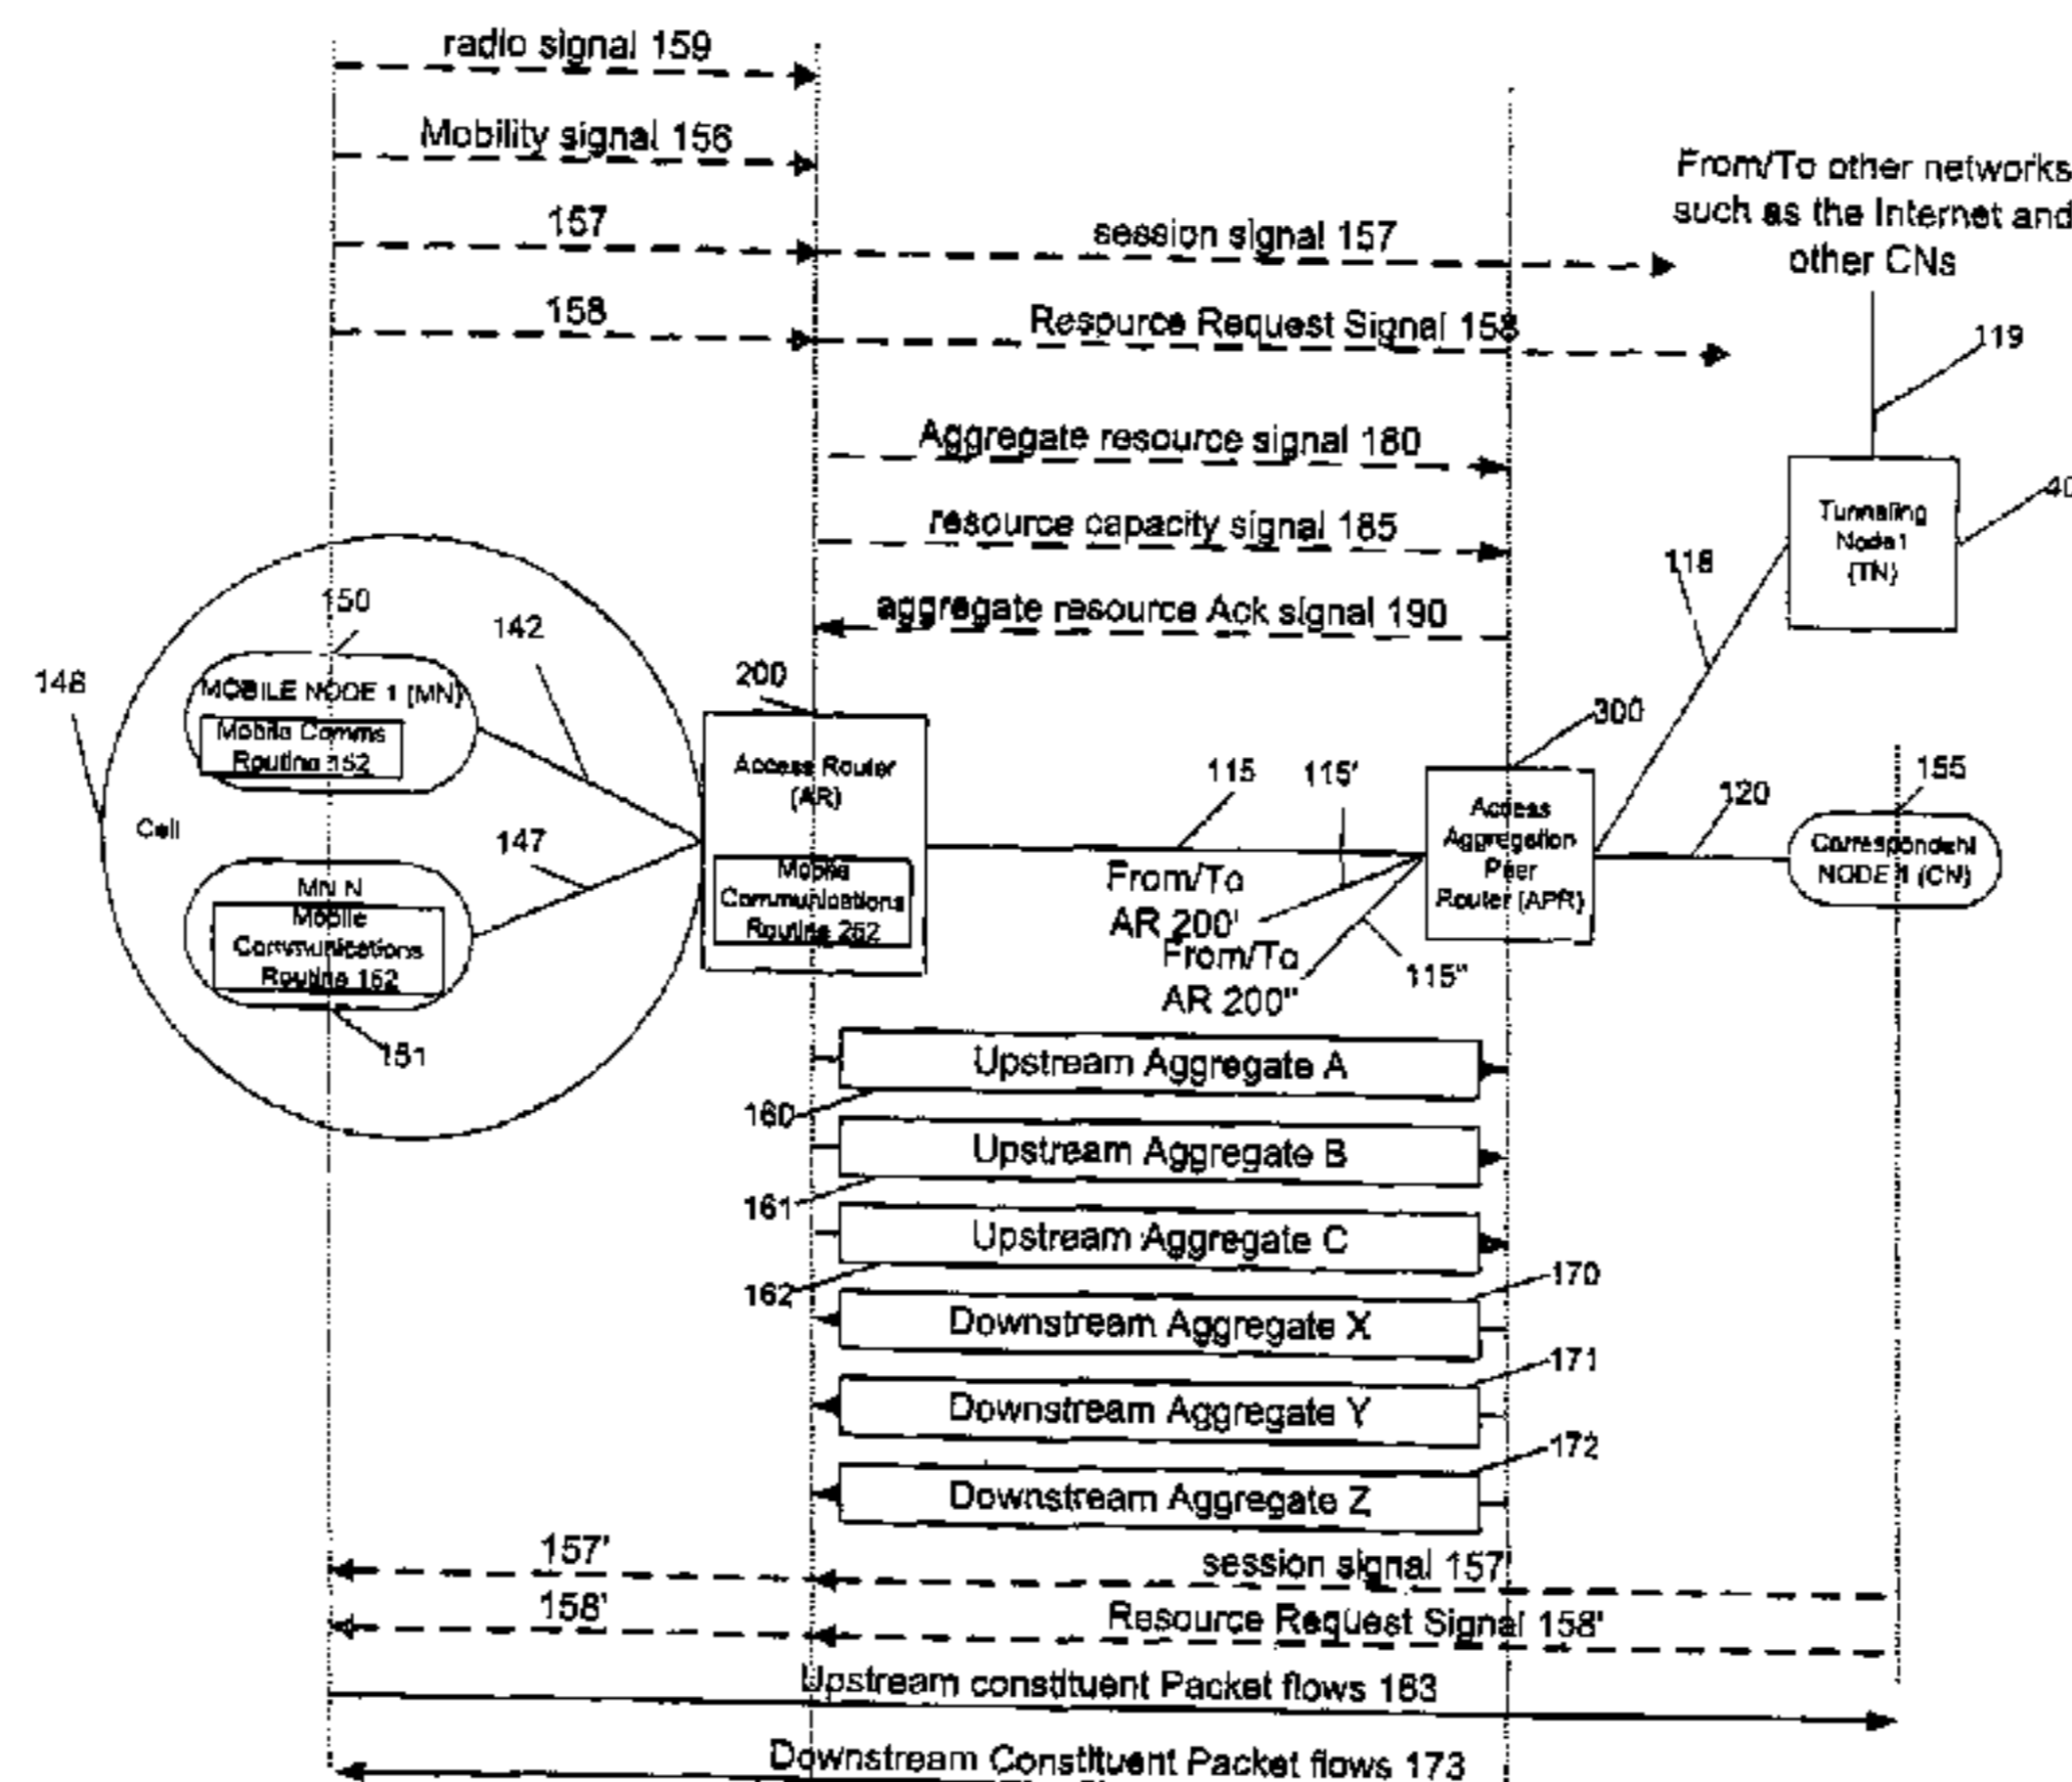 radio signal 159
Mobility signal 156
157
session signal 157
158
Resource Request Signal 158
From/To other networks
such as the Internet and
other CNs
119
Aggregate resource signal 180
resource capacity signal 185
aggregate resource Ack signal 190
Tunneling
Node1
(TN)
40
118
150
142
148
MOBILE NODE 1 (MN)
Mobile Comms
Routine 152
Cell
147
MN N
Mobile
Communications
Routine 152
151
200
Access Router
(AR)
Mobile
Communications
Routine 252
115
115'
From/To
AR 200'
From/To
AR 200"
115"
300
Access
Aggregation
Peer
Router (APR)
120
155
Correspondent
NODE 1 (CN)
Upstream Aggregate A
160
Upstream Aggregate B
161
Upstream Aggregate C
162
170
Downstream Aggregate X
171
Downstream Aggregate Y
172
Downstream Aggregate Z
157'
session signal 157'
158'
Resource Request Signal 158'
Upstream constituent Packet flows 163
Downstream Constituent Packet flows 173